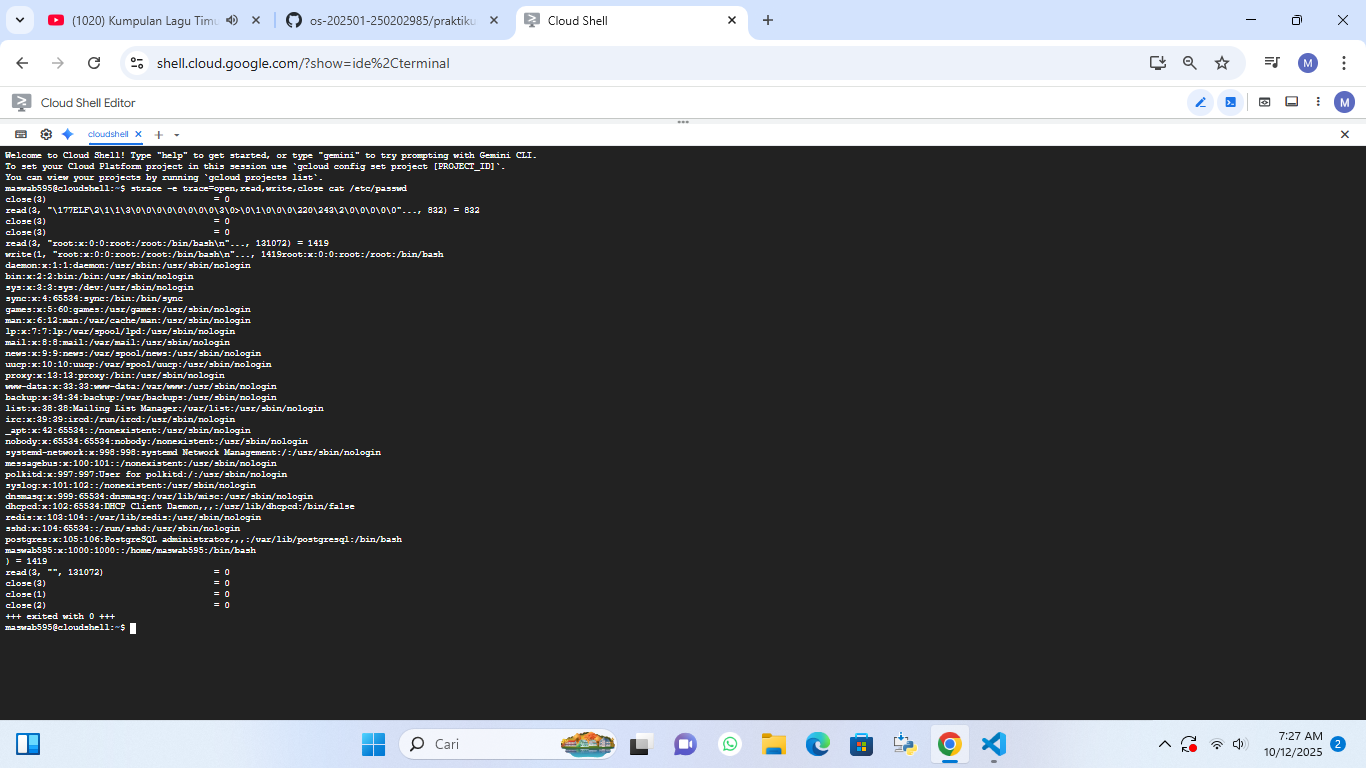 (1020) Kumpulan Lagu Timu
os-202501-250202985/praktiku
Cloud Shell
shell.cloud.google.com/?show=ide%2Cterminal
M
Cloud Shell Editor
M
cloudshell
Welcome to Cloud Shell! Type "help" to get started, or type "gemini" to try prompting with Gemini CLI.
To set your Cloud Platform project in this session use `gcloud config set project [PROJECT_ID]`.
You can view your projects by running `gcloud projects list`.
maswab595@cloudshell:~$ strace -e trace=open,read,write,close cat /etc/passwd
close(3) = 0
read(3, "\177ELF\2\1\1\3\0\0\0\0\0\0\0\0\3\0>\0\1\0\0\0\220\243\2\0\0\0\0\0"..., 832) = 832
close(3) = 0
close(3) = 0
read(3, "root:x:0:0:root:/root:/bin/bash\n"..., 131072) = 1419
write(1, "root:x:0:0:root:/root:/bin/bash\n"..., 1419root:x:0:0:root:/root:/bin/bash
daemon:x:1:1:daemon:/usr/sbin:/usr/sbin/nologin
bin:x:2:2:bin:/bin:/usr/sbin/nologin
sys:x:3:3:sys:/dev:/usr/sbin/nologin
sync:x:4:65534:sync:/bin:/bin/sync
games:x:5:60:games:/usr/games:/usr/sbin/nologin
man:x:6:12:man:/var/cache/man:/usr/sbin/nologin
lp:x:7:7:lp:/var/spool/lpd:/usr/sbin/nologin
mail:x:8:8:mail:/var/mail:/usr/sbin/nologin
news:x:9:9:news:/var/spool/news:/usr/sbin/nologin
uucp:x:10:10:uucp:/var/spool/uucp:/usr/sbin/nologin
proxy:x:13:13:proxy:/bin:/usr/sbin/nologin
www-data:x:33:33:www-data:/var/www:/usr/sbin/nologin
backup:x:34:34:backup:/var/backups:/usr/sbin/nologin
list:x:38:38:Mailing List Manager:/var/list:/usr/sbin/nologin
irc:x:39:39:ircd:/run/ircd:/usr/sbin/nologin
_apt:x:42:65534::/nonexistent:/usr/sbin/nologin
nobody:x:65534:65534:nobody:/nonexistent:/usr/sbin/nologin
systemd-network:x:998:998:systemd Network Management:/:/usr/sbin/nologin
messagebus:x:100:101::/nonexistent:/usr/sbin/nologin
polkitd:x:997:997:User for polkitd:/:/usr/sbin/nologin
syslog:x:101:102::/nonexistent:/usr/sbin/nologin
dnsmasq:x:999:65534:dnsmasq:/var/lib/misc:/usr/sbin/nologin
dhcpcd:x:102:65534:DHCP Client Daemon,,,:/usr/lib/dhcpcd:/bin/false
redis:x:103:104::/var/lib/redis:/usr/sbin/nologin
sshd:x:104:65534::/run/sshd:/usr/sbin/nologin
postgres:x:105:106:PostgreSQL administrator,,,:/var/lib/postgresql:/bin/bash
maswab595:x:1000:1000::/home/maswab595:/bin/bash
) = 1419
read(3, "", 131072) = 0
close(3) = 0
close(1) = 0
close(2) = 0
+++ exited with 0 +++
maswab595@cloudshell:~$
Cari
7:27 AM
10/12/2025
2